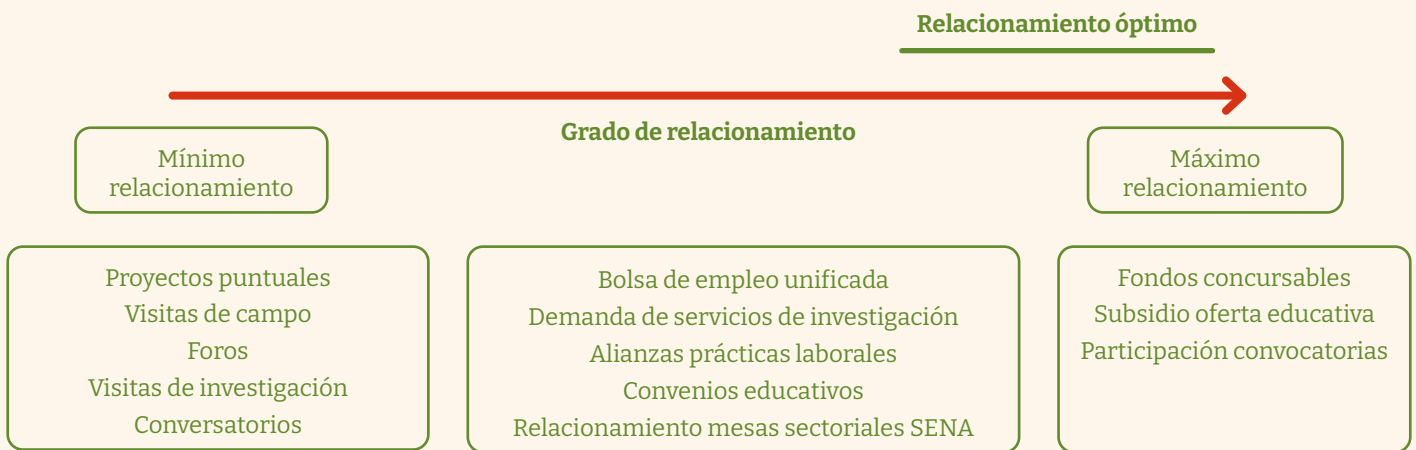 Relacionamiento óptimo
Grado de relacionamiento
Mínimo
relacionamiento
Máximo
relacionamiento
Proyectos puntuales
Visitas de campo
Foros
Visitas de investigación
Conversatorios
Bolsa de empleo unificada
Demanda de servicios de investigación
Alianzas prácticas laborales
Convenios educativos
Relacionamiento mesas sectoriales SENA
Fondos concursables
Subsidio oferta educativa
Participación convocatorias